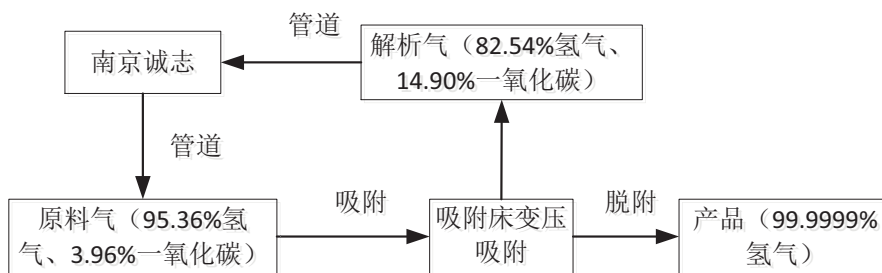 管道
南京诚志
解析气（82.54%氢气、
14.90%一氧化碳）
管道
原料气（95.36%氢
气、3.96%一氧化碳）
吸附
吸附床变压
吸附
脱附
产品（99.9999%
氢气）